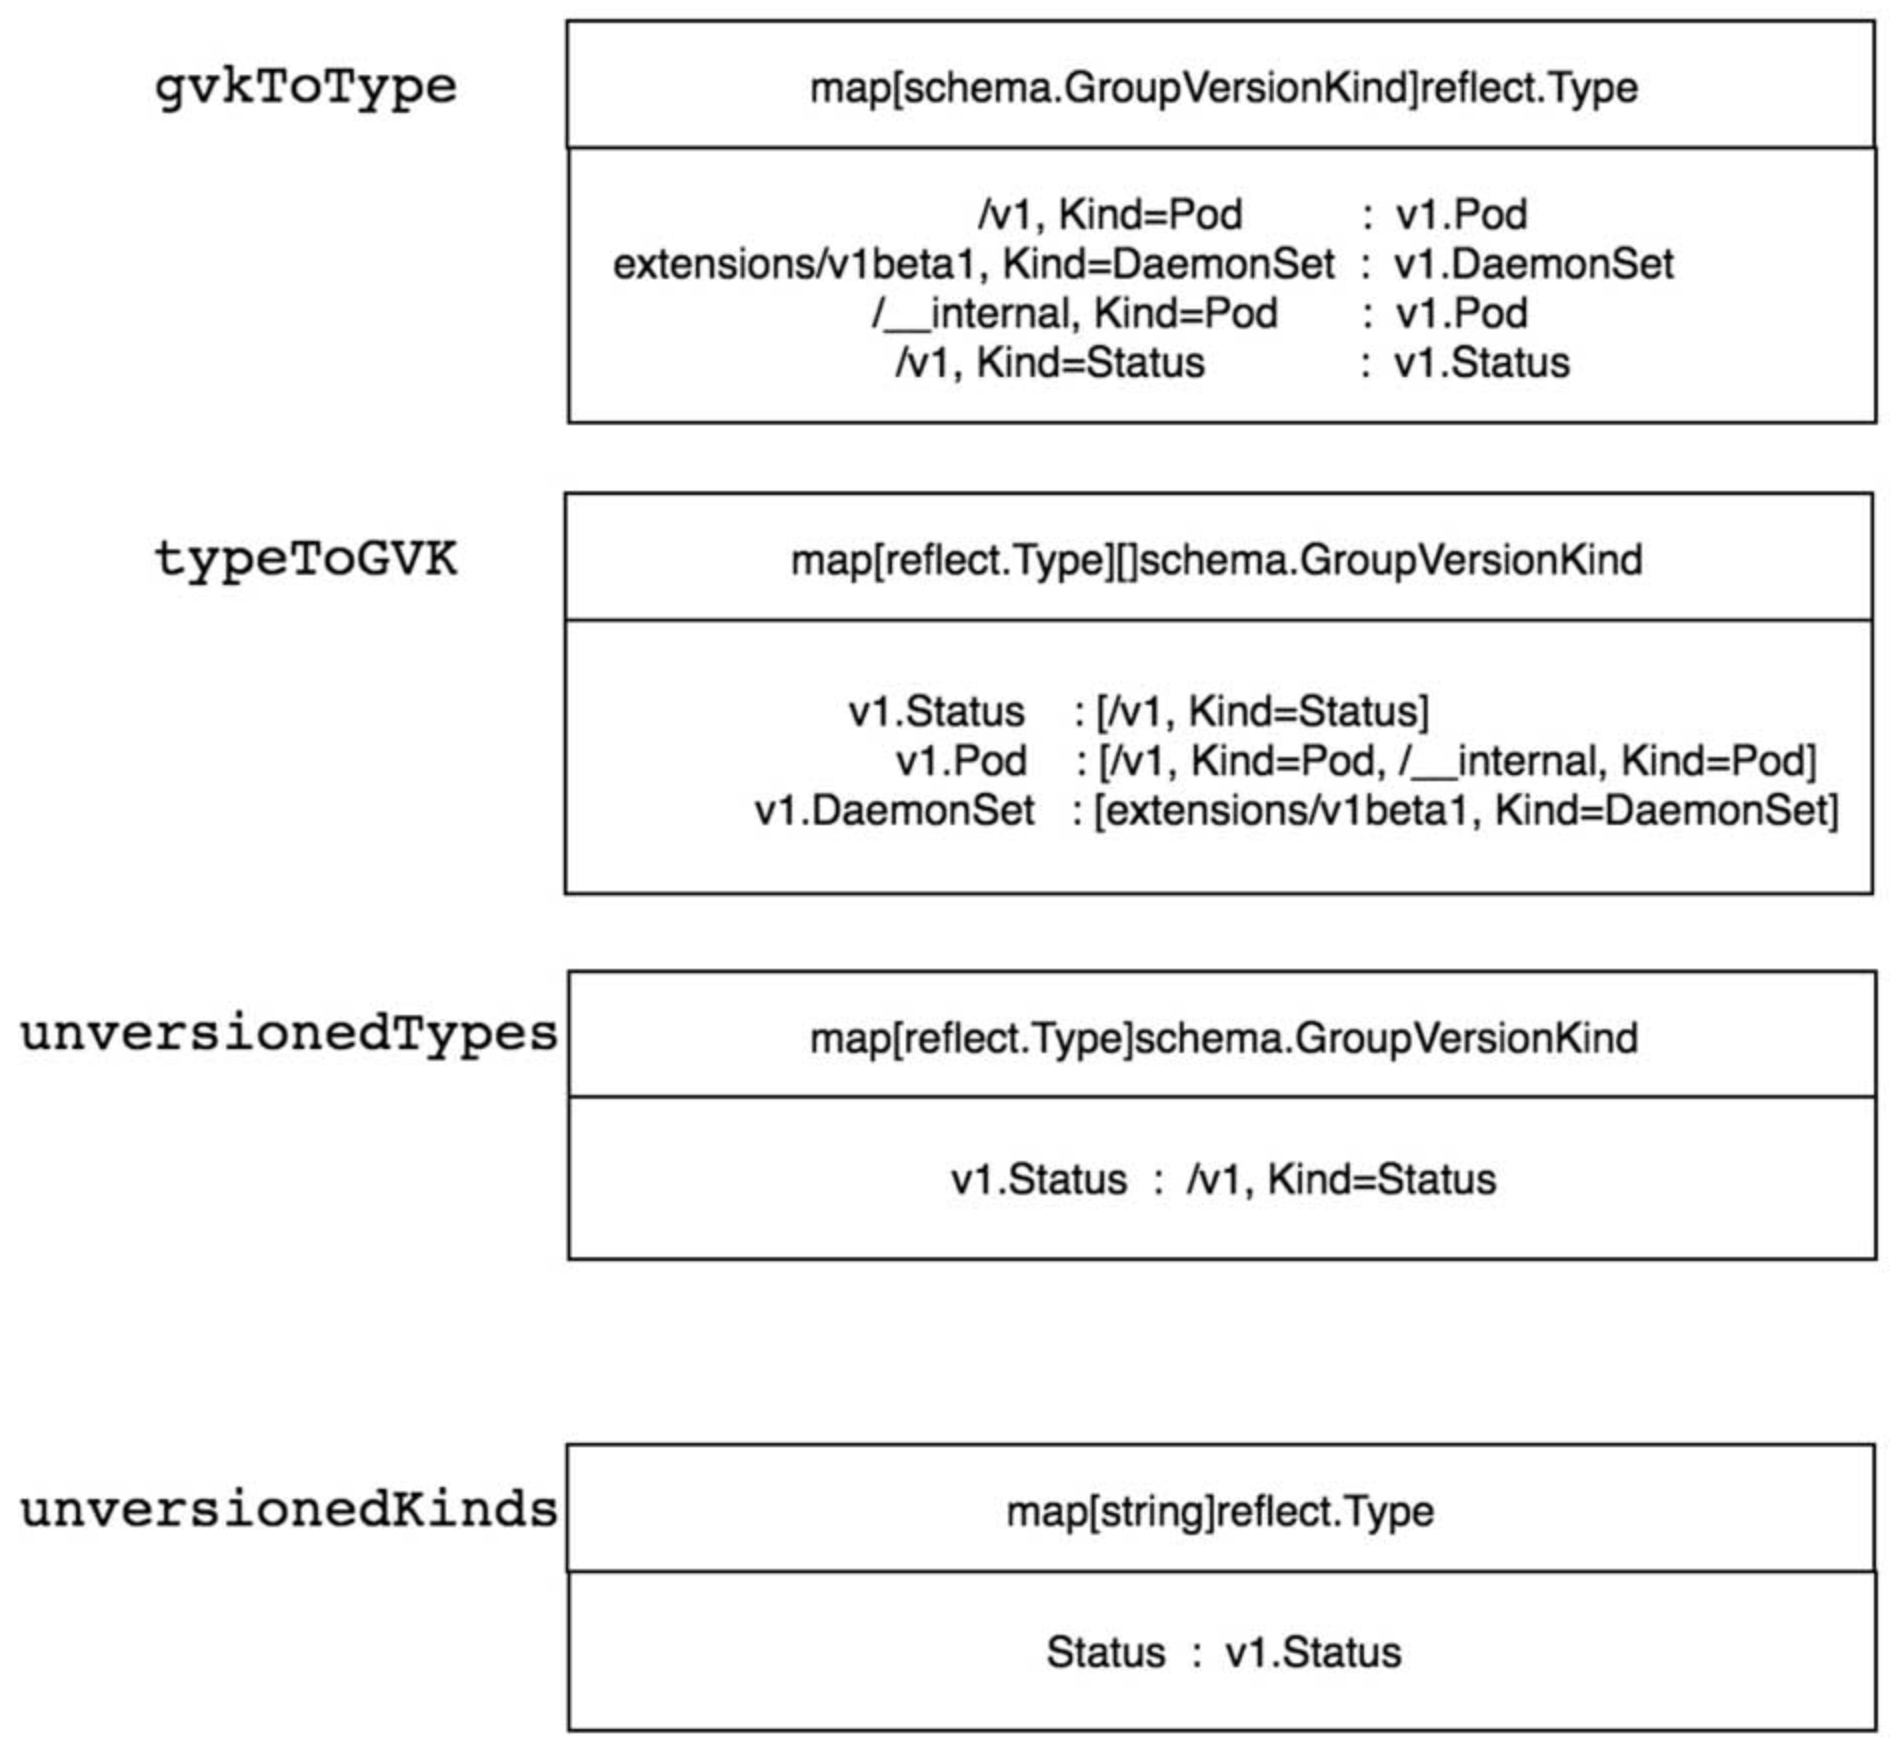 gvkToType
map[schema.GroupVersionKind]reflect.Type
/v1, Kind=Pod : v1.Pod
extensions/v1beta1, Kind=DaemonSet : v1.DaemonSet
/__internal, Kind=Pod : v1.Pod
/v1, Kind=Status : v1.Status
typeToGVK
map[reflect.Type][]schema.GroupVersionKind
v1.Status : [/v1, Kind=Status]
v1.Pod : [/v1, Kind=Pod, /__internal, Kind=Pod]
v1.DaemonSet : [extensions/v1beta1, Kind=DaemonSet]
unversionedTypes
map[reflect.Type]schema.GroupVersionKind
v1.Status : /v1, Kind=Status
unversionedKinds
map[string]reflect.Type
Status : v1.Status